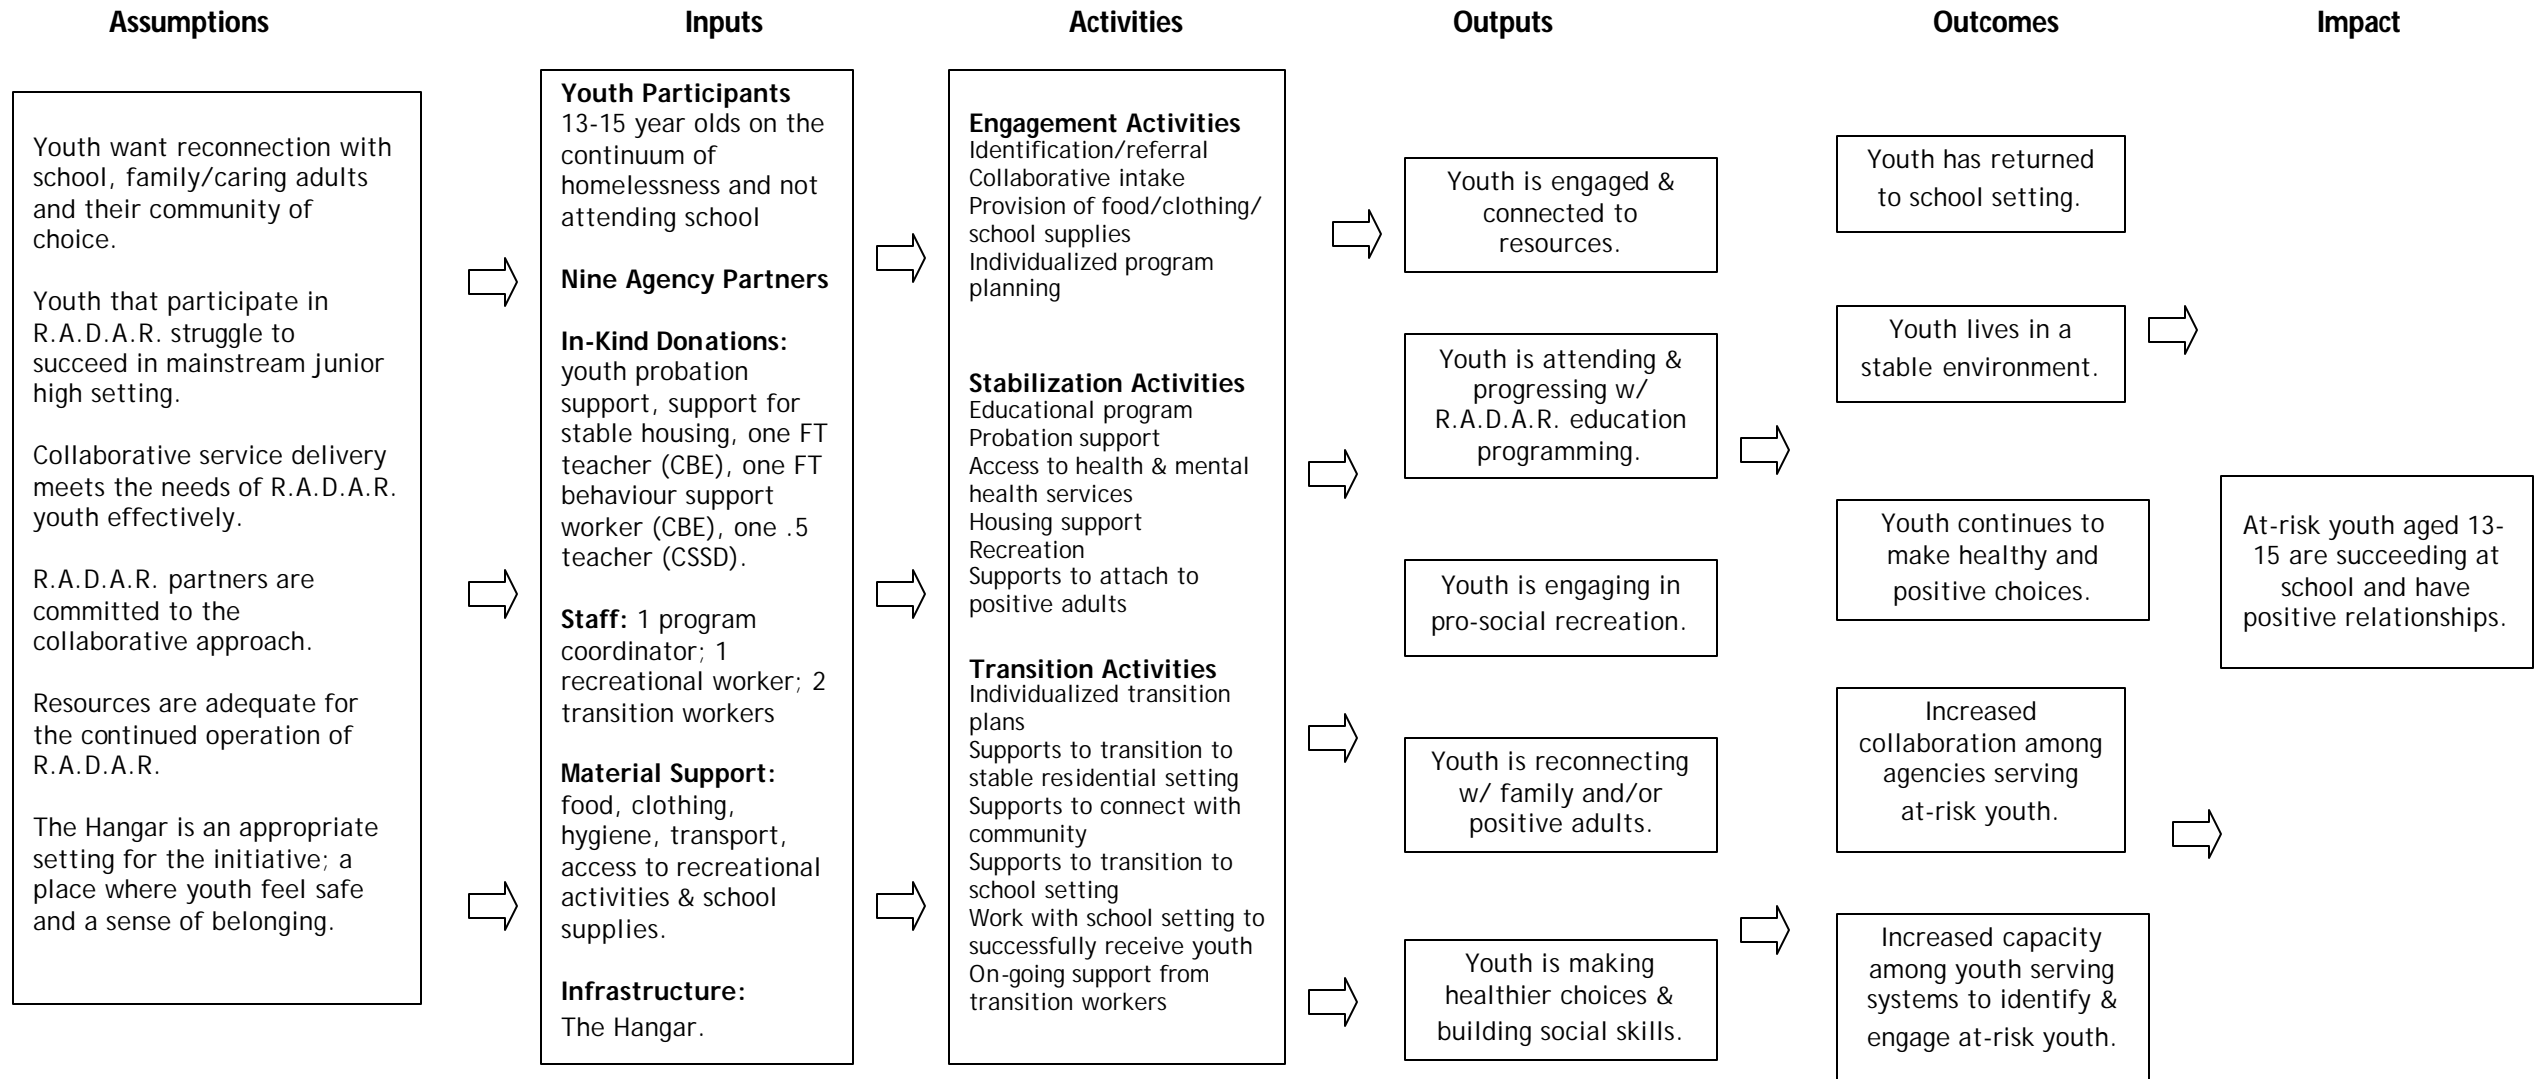 Assumptions
Inputs
Activities
Outputs
Outcomes
Impact
Youth want reconnection with
school, family/caring adults
and their community of
choice.
Youth that participate in
R.A.D.A.R. struggle to
succeed in mainstream junior
high setting.
Collaborative service delivery
meets the needs of R.A.D.A.R.
youth effectively.
R.A.D.A.R. partners are
committed to the
collaborative approach.
Resources are adequate for
the continued operation of
R.A.D.A.R.
The Hangar is an appropriate
setting for the initiative; a
place where youth feel safe
and a sense of belonging.
Youth Participants
13-15 year olds on the
continuum of
homelessness and not
attending school
Nine Agency Partners
In-Kind Donations:
youth probation
support, support for
stable housing, one FT
teacher (CBE), one FT
behaviour support
worker (CBE), one .5
teacher (CSSD).
Staff: 1 program
coordinator; 1
recreational worker; 2
transition workers
Material Support:
food, clothing,
hygiene, transport,
access to recreational
activities & school
supplies.
Infrastructure:
The Hangar.
Engagement Activities
Identification/referral
Collaborative intake
Provision of food/clothing/
school supplies
Individualized program
planning
Stabilization Activities
Educational program
Probation support
Access to health & mental
health services
Housing support
Recreation
Supports to attach to
positive adults
Transition Activities
Individualized transition
plans
Supports to transition to
stable residential setting
Supports to connect with
community
Supports to transition to
school setting
Work with school setting to
successfully receive youth
On-going support from
transition workers
Youth is engaged &
connected to
resources.
Youth is attending &
progressing w/
R.A.D.A.R. education
programming.
Youth is engaging in
pro-social recreation.
Youth is reconnecting
w/ family and/or
positive adults.
Youth is making
healthier choices &
building social skills.
Youth has returned
to school setting.
Youth lives in a
stable environment.
Youth continues to
make healthy and
positive choices.
Increased
collaboration among
agencies serving
at-risk youth.
Increased capacity
among youth serving
systems to identify &
engage at-risk youth.
At-risk youth aged 13-
15 are succeeding at
school and have
positive relationships.